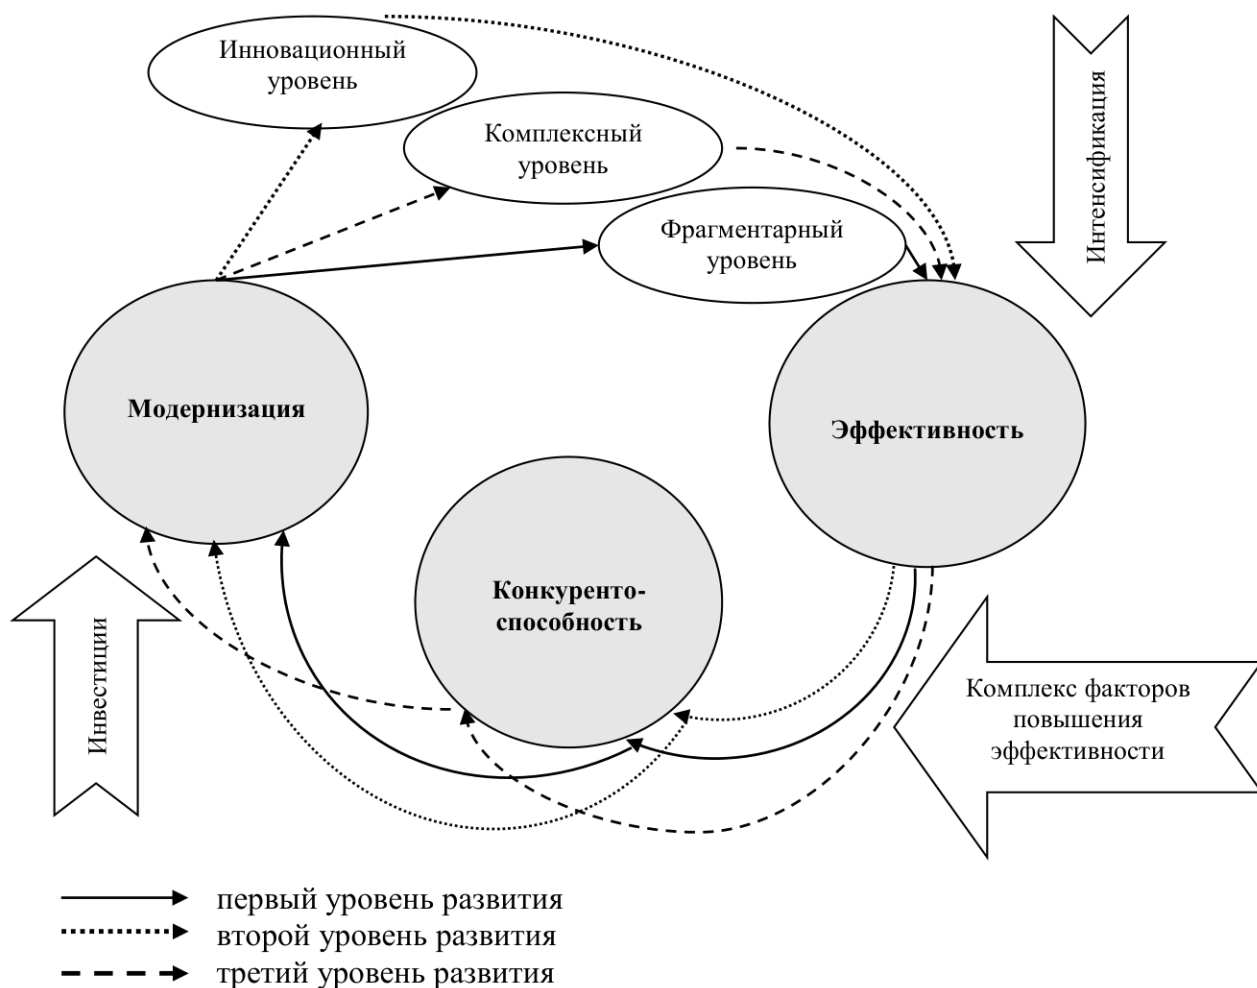 Инновационный
уровень
Комплексный
уровень
Фрагментарный
уровень
Интенсификация
Модернизация
Эффективность
Конкуренто-
способность
Инвестиции
Комплекс факторов
повышения
эффективности
первый уровень развития
второй уровень развития
третий уровень развития